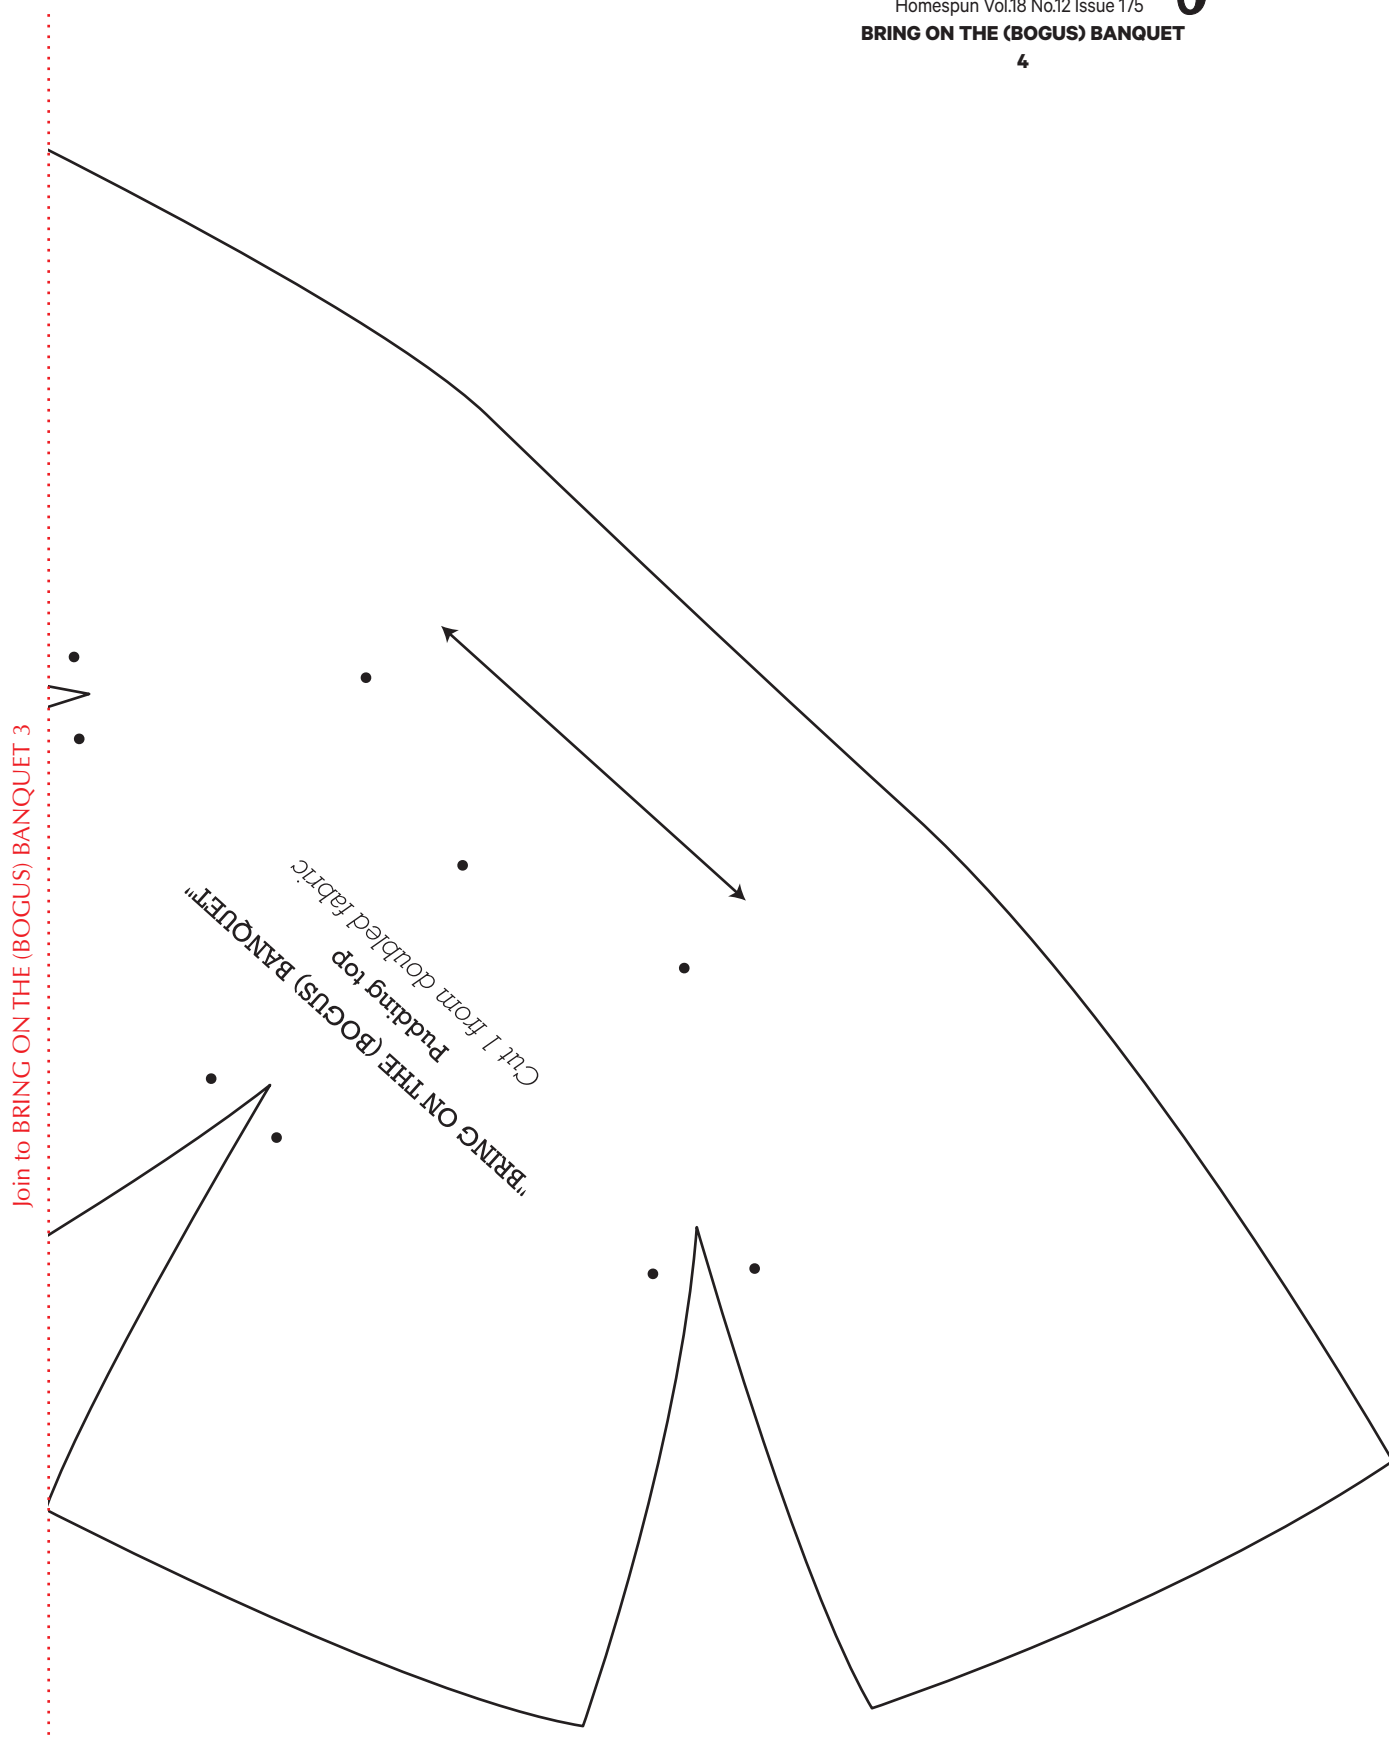 Homespun Vol.18 No.12 Issue 175
BRING ON THE (BOGUS) BANQUET
4
Join to BRING ON THE (BOGUS) BANQUET 3
"BRING ON THE (BOGUS) BANQUET"
Pudding top
Cut 1 from doubled fabric